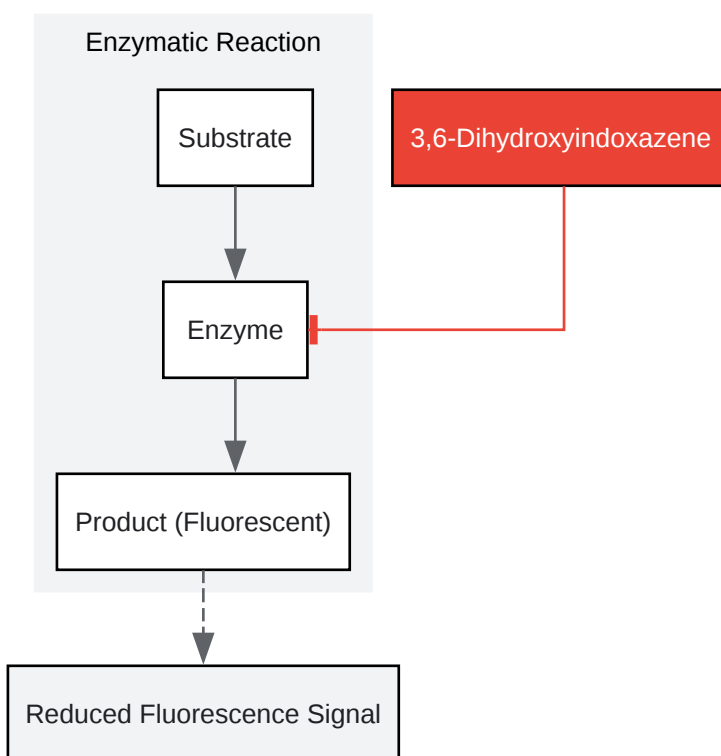 Enzymatic Reaction
Substrate
3,6-Dihydroxyindoxazene
Enzyme
Product (Fluorescent)
Reduced Fluorescence Signal